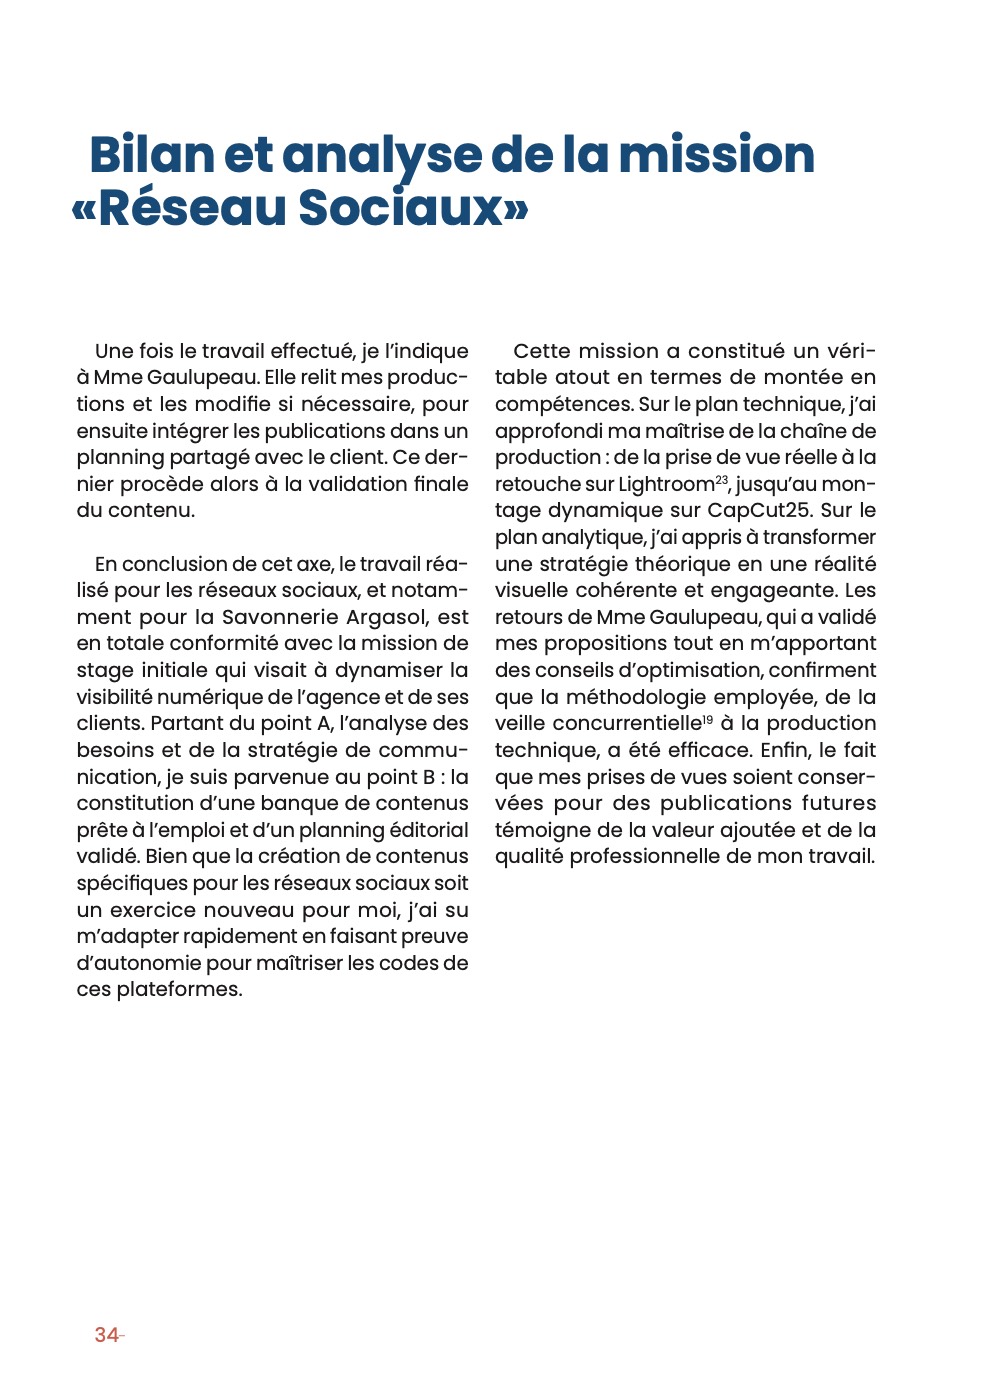 Bilan et analyse de la mission
«Réseau Sociaux»
Une fois le travail effectué, je l’indique
à Mme Gaulupeau. Elle relit mes produc-
tions et les modifie si nécessaire, pour
ensuite intégrer les publications dans un
planning partagé avec le client. Ce der-
nier procède alors à la validation finale
du contenu.
En conclusion de cet axe, le travail réa-
lisé pour les réseaux sociaux, et notam-
ment pour la Savonnerie Argasol, est
en totale conformité avec la mission de
stage initiale qui visait à dynamiser la
visibilité numérique de l’agence et de ses
clients. Partant du point A, l’analyse des
besoins et de la stratégie de commu-
nication, je suis parvenue au point B : la
constitution d’une banque de contenus
prête à l’emploi et d’un planning éditorial
validé. Bien que la création de contenus
spécifiques pour les réseaux sociaux soit
un exercice nouveau pour moi, j’ai su
m’adapter rapidement en faisant preuve
d’autonomie pour maîtriser les codes de
ces plateformes.
Cette mission a constitué un véri-
table atout en termes de montée en
compétences. Sur le plan technique, j’ai
approfondi ma maîtrise de la chaîne de
production : de la prise de vue réelle à la
retouche sur Lightroom²³, jusqu’au mon-
tage dynamique sur CapCut25. Sur le
plan analytique, j’ai appris à transformer
une stratégie théorique en une réalité
visuelle cohérente et engageante. Les
retours de Mme Gaulupeau, qui a validé
mes propositions tout en m’apportant
des conseils d’optimisation, confirment
que la méthodologie employée, de la
veille concurrentielle¹⁹ à la production
technique, a été efficace. Enfin, le fait
que mes prises de vues soient conser-
vées pour des publications futures
témoigne de la valeur ajoutée et de la
qualité professionnelle de mon travail.
34-